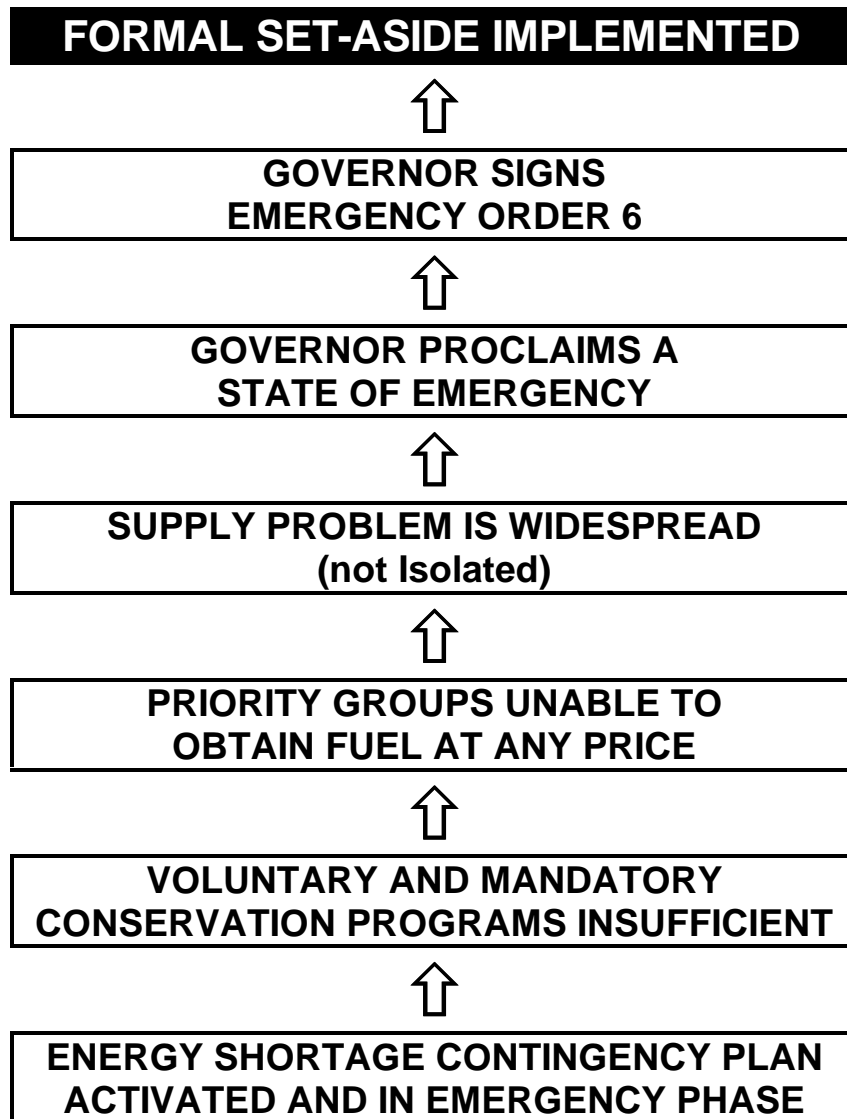 FORMAL SET-ASIDE IMPLEMENTED
GOVERNOR SIGNS
EMERGENCY ORDER 6
GOVERNOR PROCLAIMS A
STATE OF EMERGENCY
SUPPLY PROBLEM IS WIDESPREAD
(not Isolated)
PRIORITY GROUPS UNABLE TO
OBTAIN FUEL AT ANY PRICE
VOLUNTARY AND MANDATORY
CONSERVATION PROGRAMS INSUFFICIENT
ENERGY SHORTAGE CONTINGENCY PLAN
ACTIVATED AND IN EMERGENCY PHASE